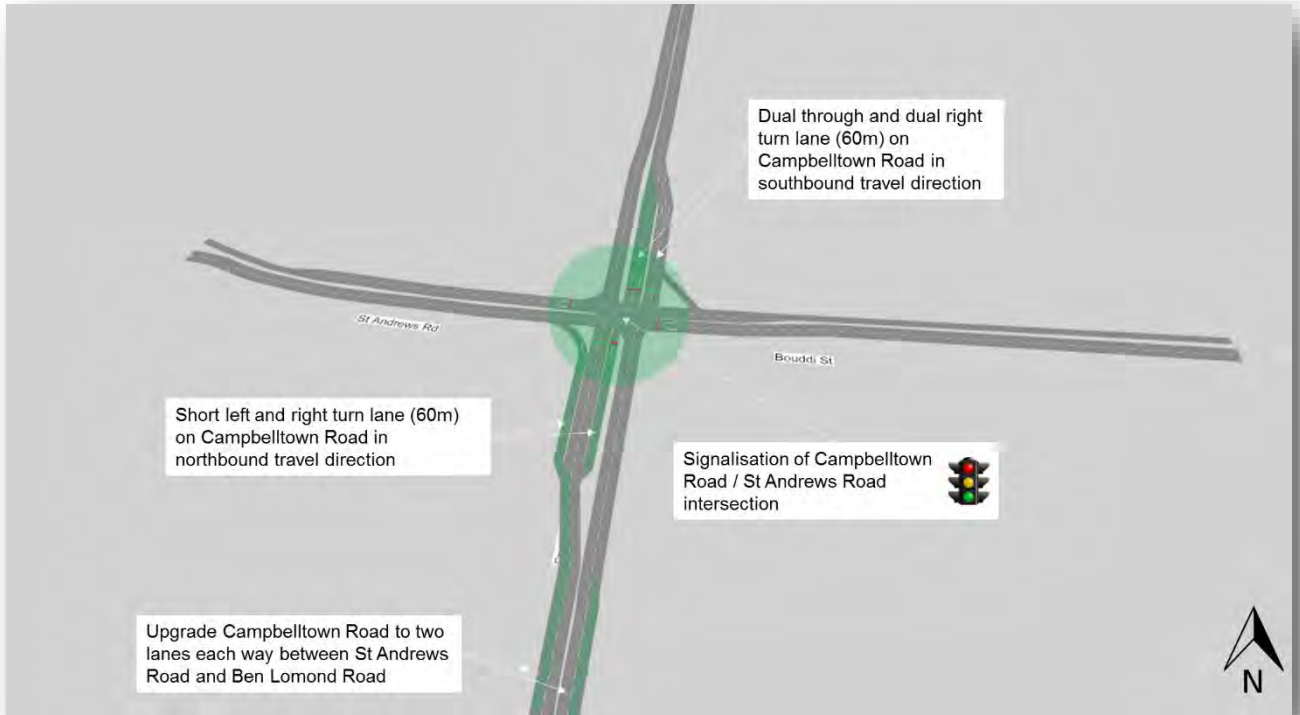 Dual through and dual right
turn lane (60m) on
Campbelltown Road in
southbound travel direction
St Andrews Rd
Bouddi St
Short left and right turn lane (60m)
on Campbelltown Road in
northbound travel direction
Signalisation of Campbelltown
Road / St Andrews Road
intersection
Upgrade Campbelltown Road to two
lanes each way between St Andrews
Road and Ben Lomond Road
N